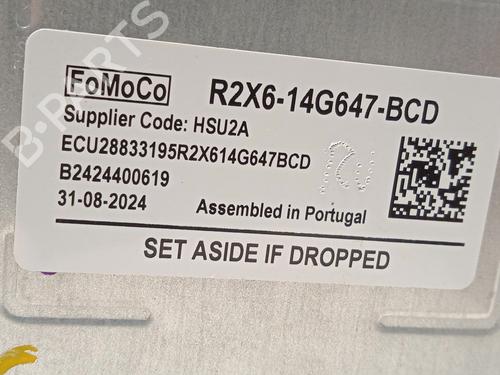 B-PARTS
FoMoCo
R2X6-14G647-BCD
Supplier Code: HSU2A
ECU28833195R2X614G647BCD
B2424400619
31-08-2024
Assembled in Portugal
SET ASIDE IF DROPPED